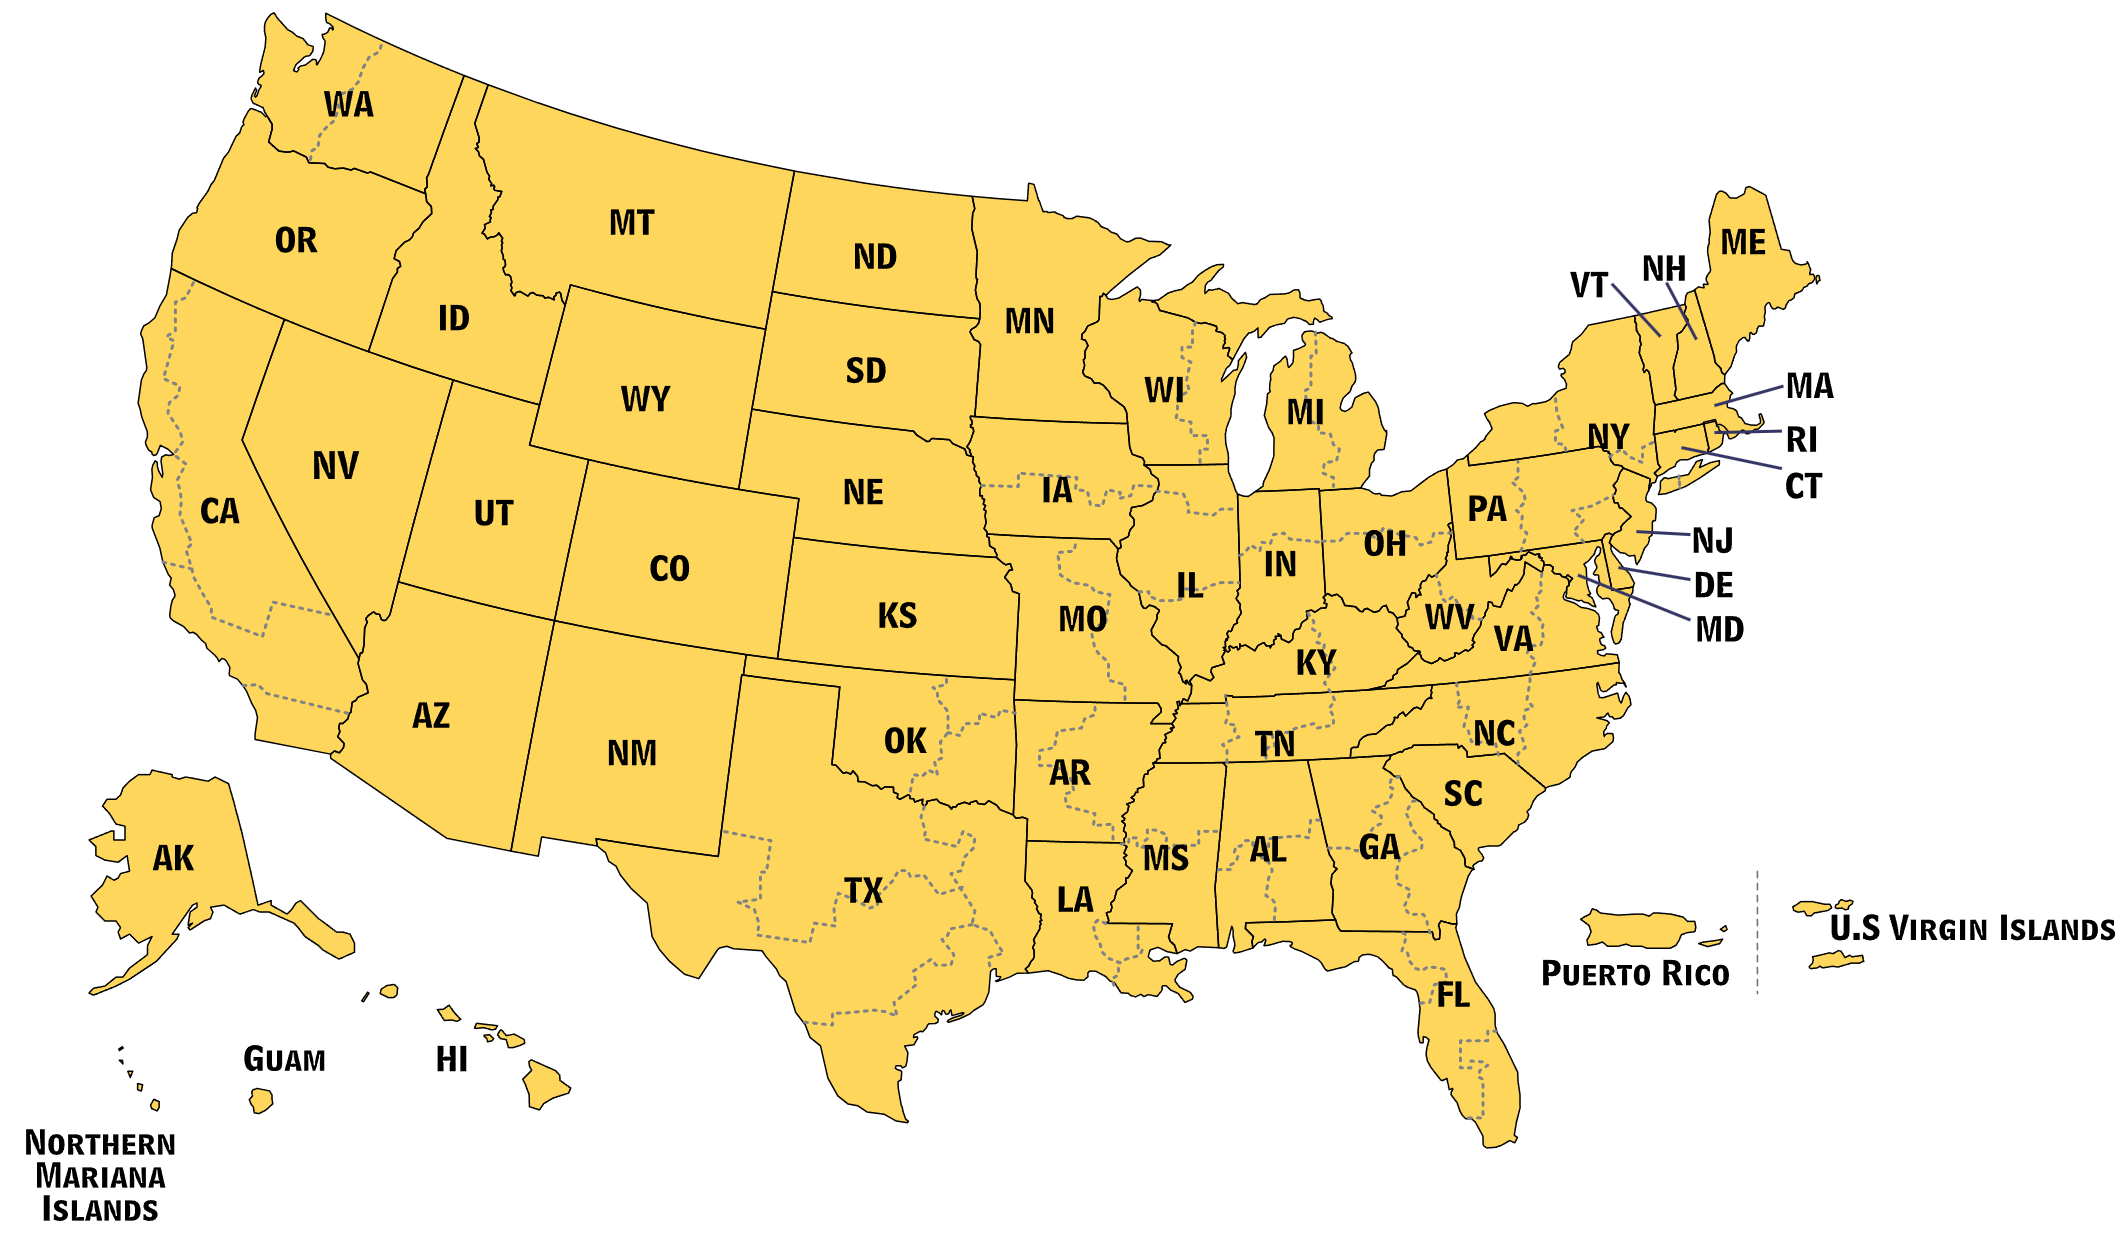 WA
OR
MT
ND
ID
MN
ME
VT
NH
SD
WI
WY
MI
MA
NY
RI
NV
NE
IA
CT
CA
UT
PA
CO
OH
NJ
IN
IL
DE
KS
MO
WV
VA
MD
KY
AZ
NM
OK
AR
TN
NC
SC
AK
TX
LA
MS
AL
GA
FL
PUERTO RICO
U.S VIRGIN ISLANDS
HI
GUAM
NORTHERN
MARIANA
ISLANDS